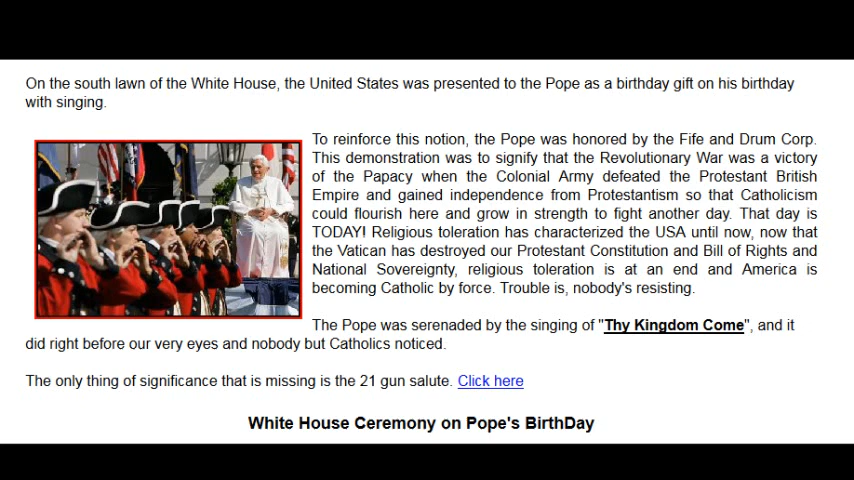 On the south lawn of the White House, the United States was presented to the Pope as a birthday gift on his birthday
with singing.
To reinforce this notion, the Pope was honored by the Fife and Drum Corp.
This demonstration was to signify that the Revolutionary War was a victory
of the Papacy when the Colonial Army defeated the Protestant British
Empire and gained independence from Protestantism so that Catholicism
could flourish here and grow in strength to fight another day. That day is
TODAY! Religious toleration has characterized the USA until now, now that
the Vatican has destroyed our Protestant Constitution and Bill of Rights and
National Sovereignty, religious toleration is at an end and America is
becoming Catholic by force. Trouble is, nobody's resisting.
The Pope was serenaded by the singing of "Thy Kingdom Come", and it
did right before our very eyes and nobody but Catholics noticed.
The only thing of significance that is missing is the 21 gun salute. Click here
White House Ceremony on Pope's BirthDay